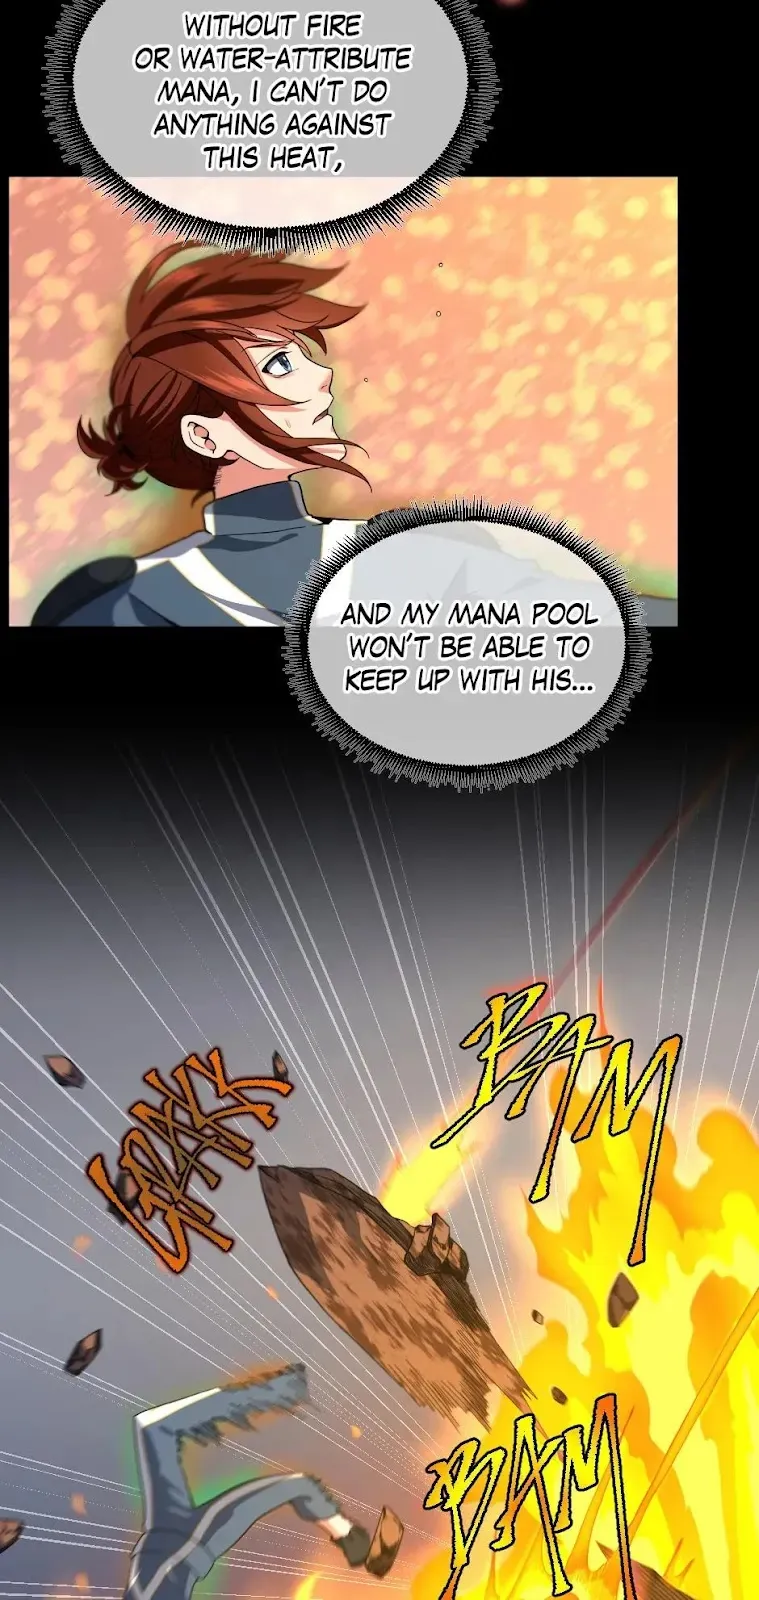 WITHOUT FIRE
OR WATER-ATTRIBUTE
MANA, I CAN'T DO
ANYTHING AGAINST
THIS HEAT,
AND MY MANA POOL
WON'T BE ABLE TO
KEEP UP WITH HIS...
BAM
GRAKK
BAM